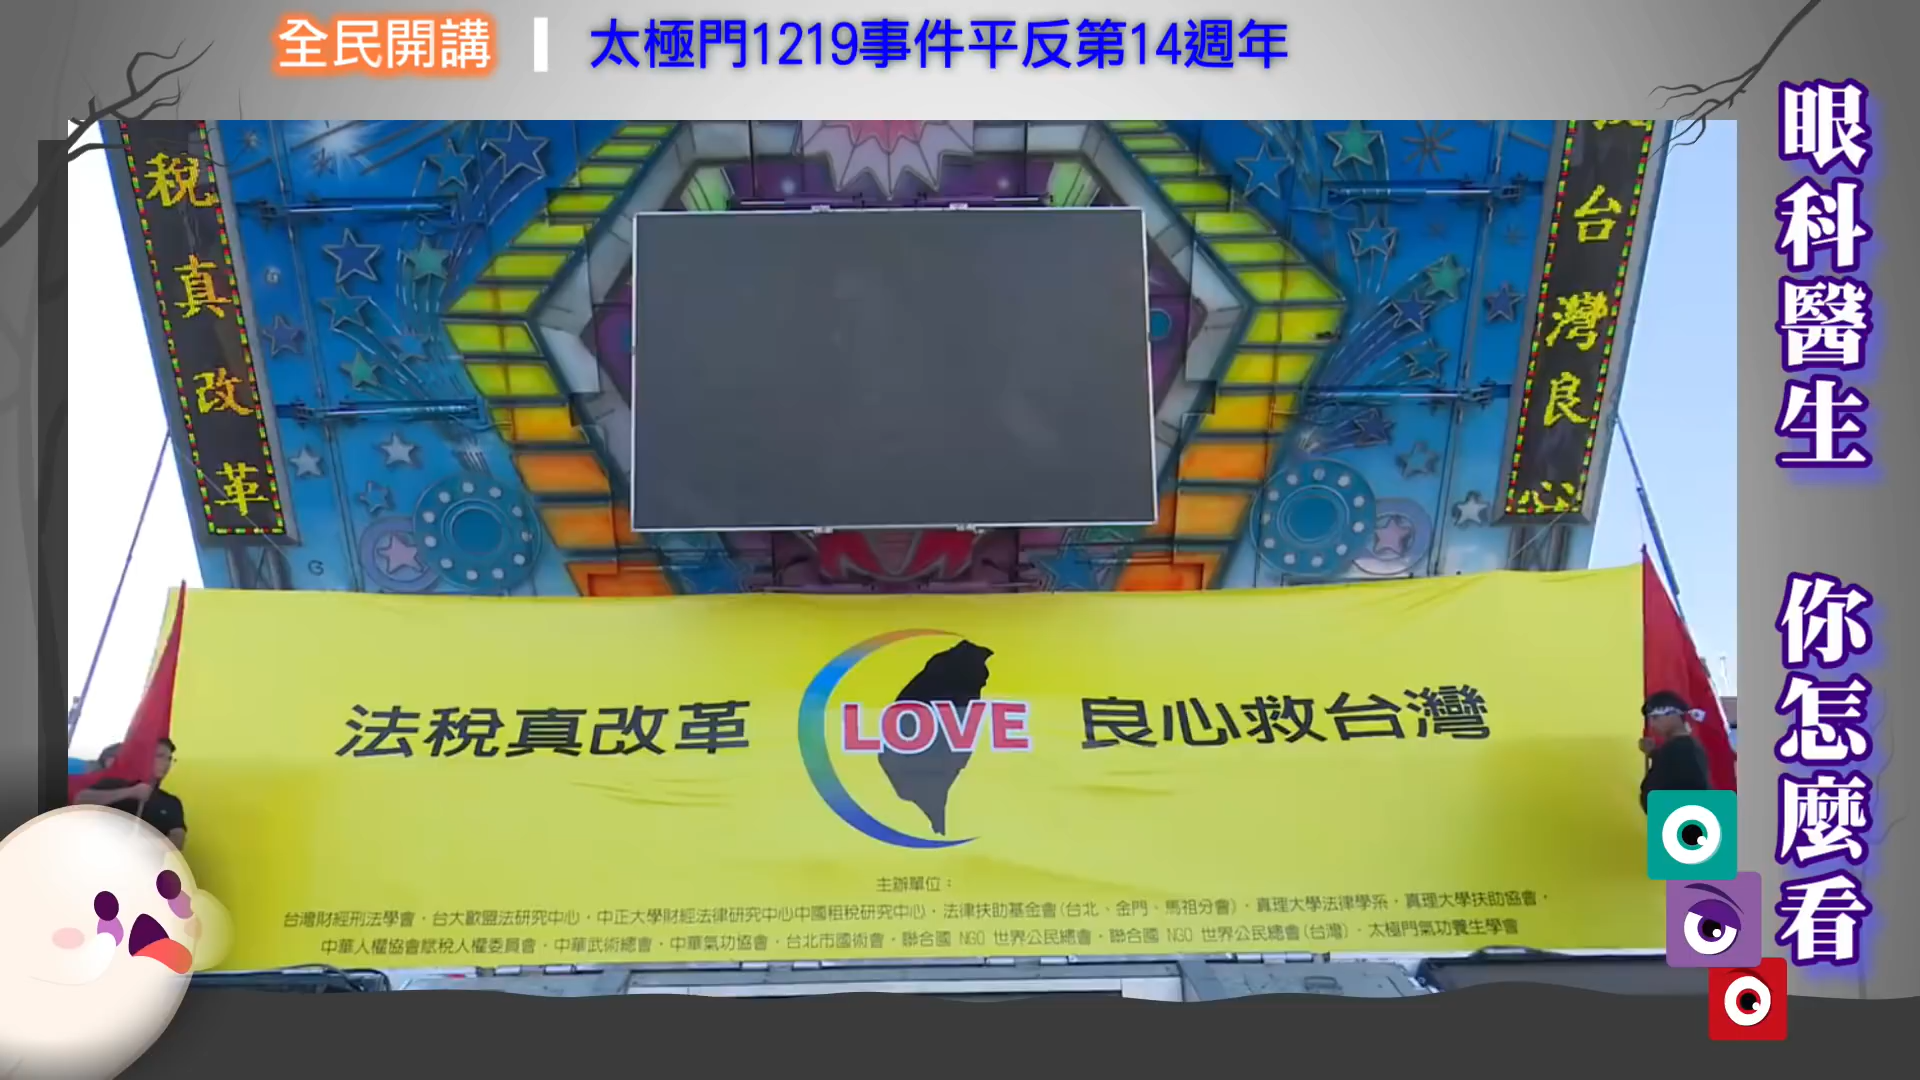 全民開講 ┃ 太極門1219事件平反第14週年
眼科醫生 你怎麼看
稅真改革
台灣良心
法稅真改革 LOVE 良心救台灣
主辦單位：
台灣財經刑法學會．台大歐盟法研究中心．中正大學財經法律研究中心中國租稅研究中心．法律扶助基金會(台北、金門、馬祖分會)．真理大學法律學系．真理大學扶助協會．
中華人權協會賦稅人權委員會．中華武術總會．中華氣功協會．台北市國術會．聯合國 NGO 世界公民總會．聯合國 NGO 世界公民總會(台灣)．太極門氣功養生學會